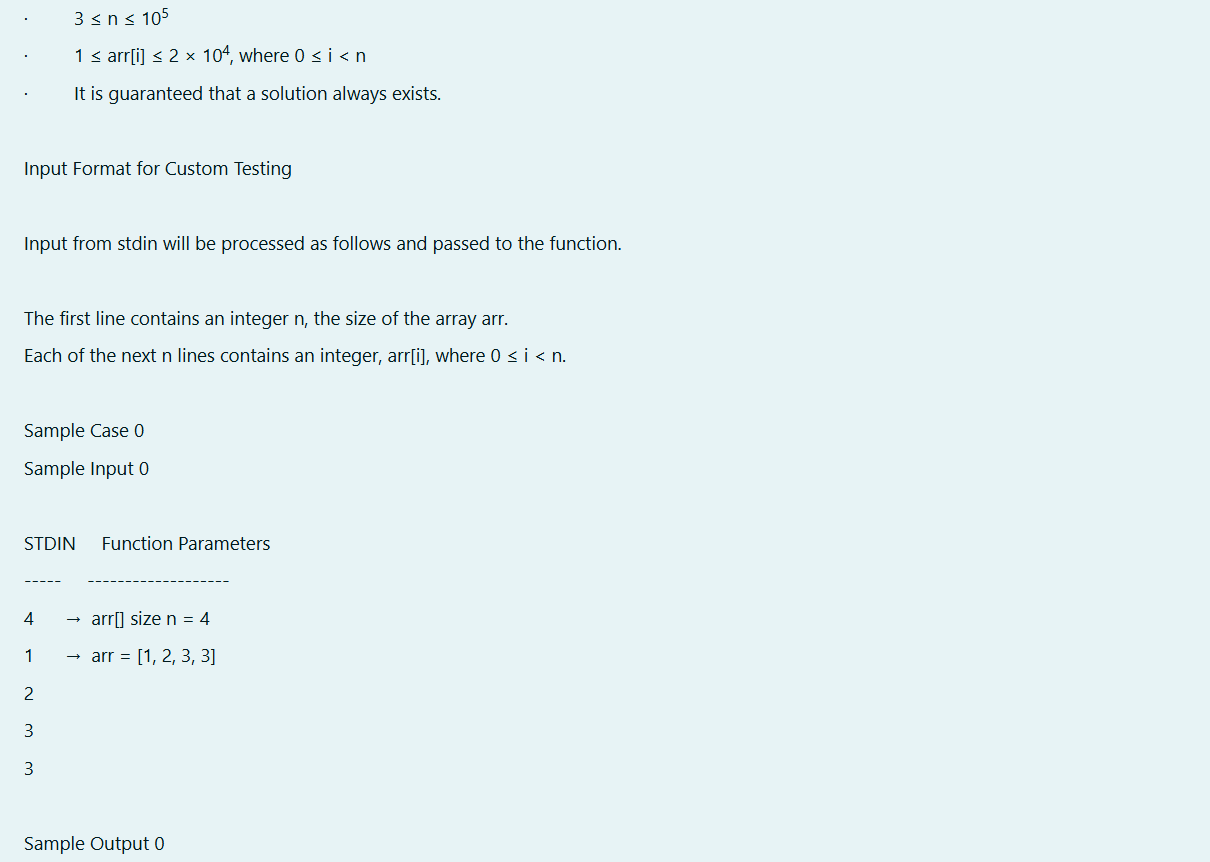 · 3 ≤ n ≤ 10⁵
· 1 ≤ arr[i] ≤ 2 × 10⁴, where 0 ≤ i < n
· It is guaranteed that a solution always exists.
Input Format for Custom Testing
Input from stdin will be processed as follows and passed to the function.
The first line contains an integer n, the size of the array arr.
Each of the next n lines contains an integer, arr[i], where 0 ≤ i < n.
Sample Case 0
Sample Input 0
STDIN Function Parameters
----- -------------------
4 → arr[] size n = 4
1 → arr = [1, 2, 3, 3]
2
3
3
Sample Output 0